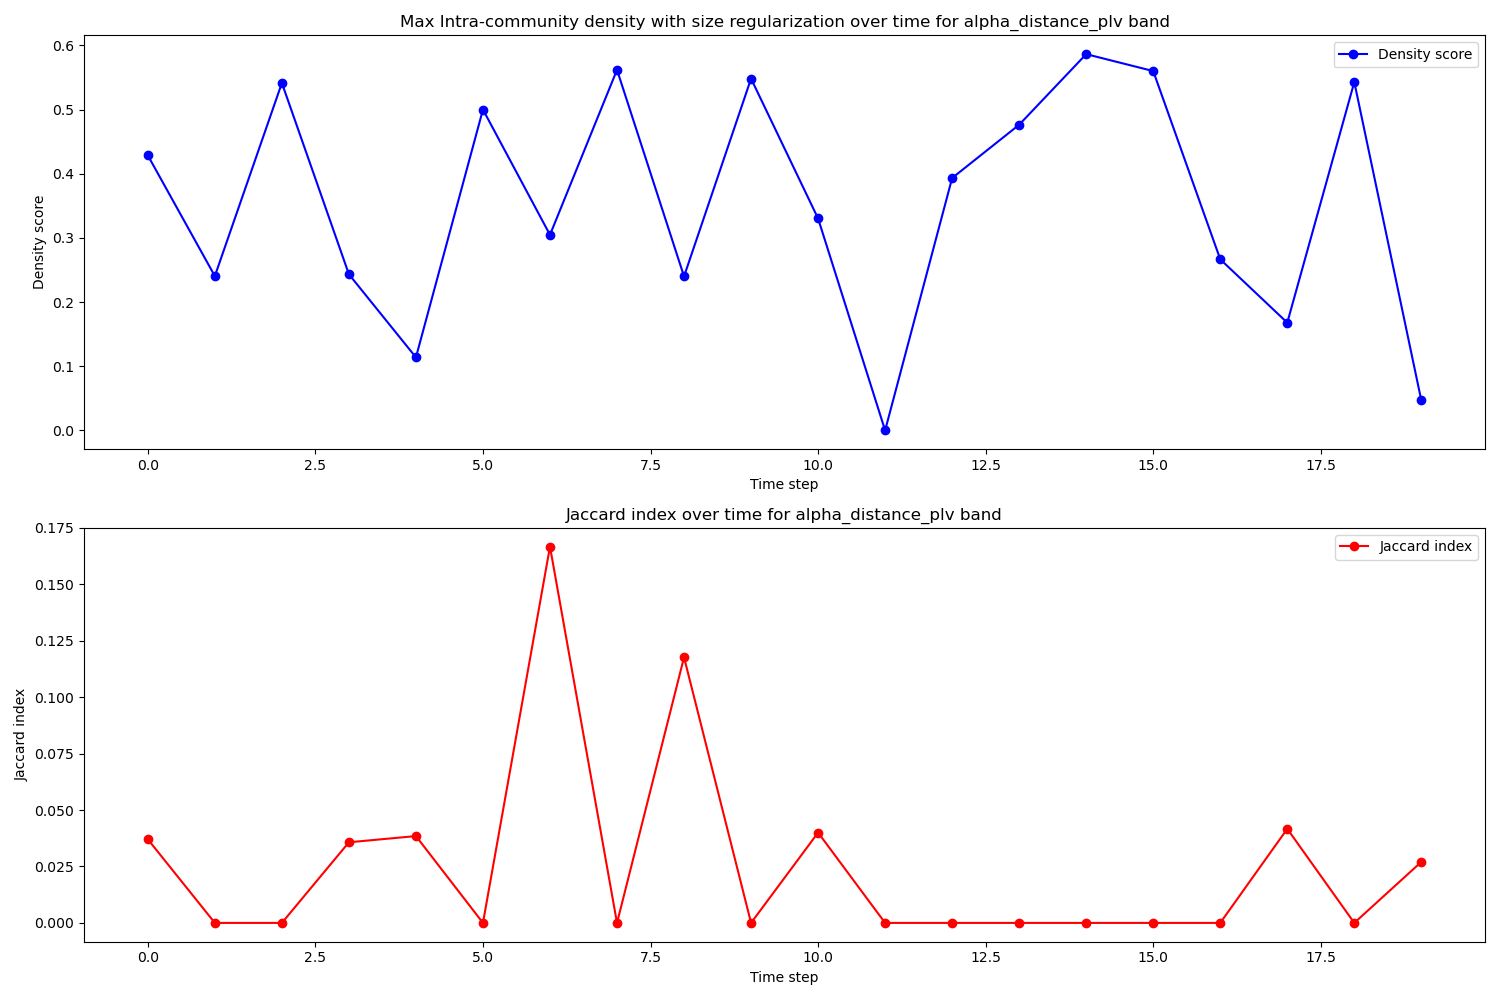 Max Intra-community density with size regularization over time for alpha_distance_plv band
Density score
0.6
0.5
0.4
0.3
0.2
0.1
0.0
Density score
0.0 2.5 5.0 7.5 10.0 12.5 15.0 17.5
Time step
Jaccard index over time for alpha_distance_plv band
Jaccard index
0.175
0.150
0.125
0.100
0.075
0.050
0.025
0.000
Jaccard index
0.0 2.5 5.0 7.5 10.0 12.5 15.0 17.5
Time step